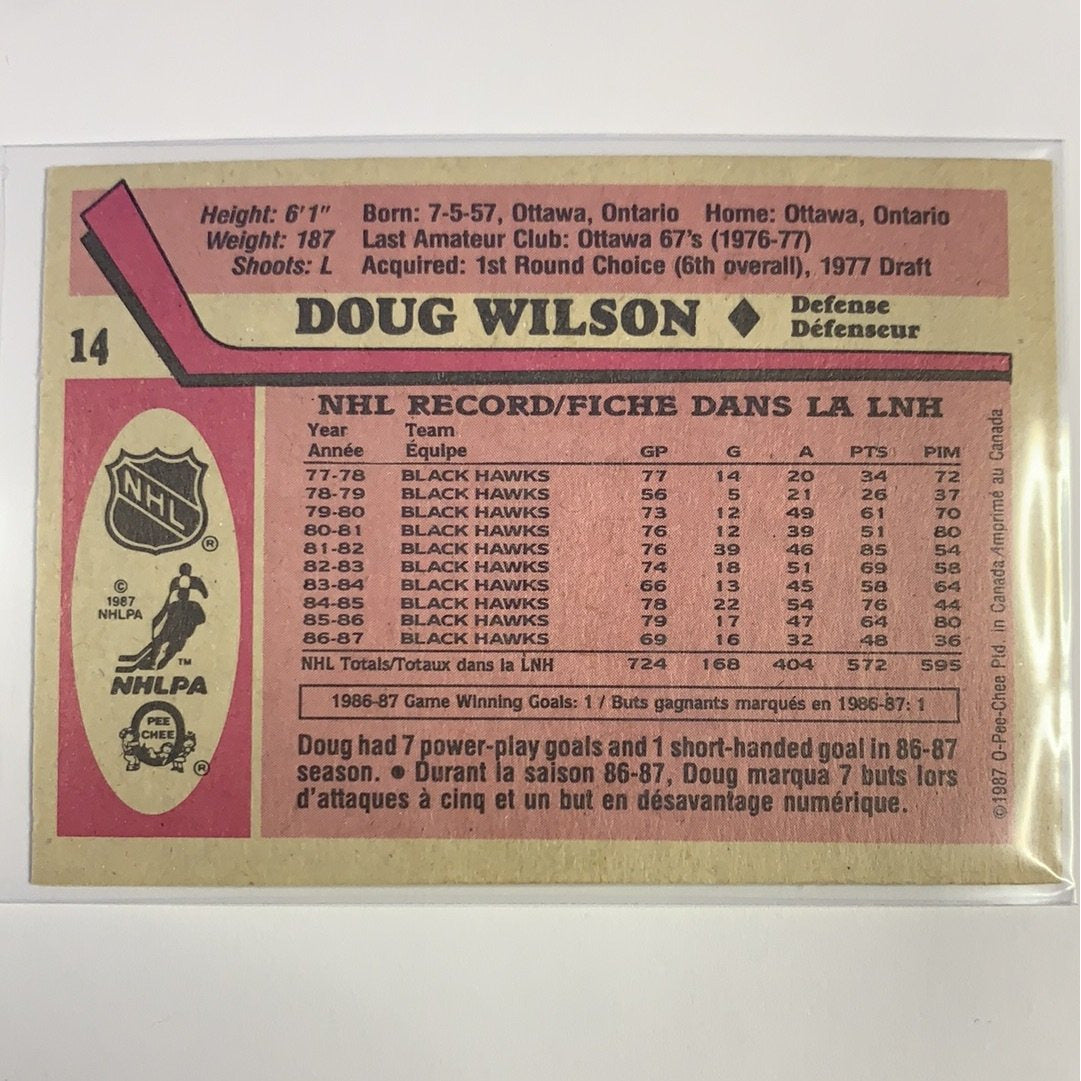 Height: 6'1" Born: 7-5-57, Ottawa, Ontario Home: Ottawa, Ontario
Weight: 187 Last Amateur Club: Ottawa 67's (1976-77)
Shoots: L Acquired: 1st Round Choice (6th overall), 1977 Draft
14 DOUG WILSON ♦ Defense
Défenseur
NHL RECORD/FICHE DANS LA LNH
Year Team
Année Équipe GP G A PTS PIM
77-78 BLACK HAWKS 77 14 20 34 72
78-79 BLACK HAWKS 56 5 21 26 37
79-80 BLACK HAWKS 73 12 49 61 70
80-81 BLACK HAWKS 76 12 39 51 80
81-82 BLACK HAWKS 76 39 46 85 54
82-83 BLACK HAWKS 74 18 51 69 58
83-84 BLACK HAWKS 66 13 45 58 64
84-85 BLACK HAWKS 78 22 54 76 44
85-86 BLACK HAWKS 79 17 47 64 80
86-87 BLACK HAWKS 69 16 32 48 36
NHL Totals/Totaux dans la LNH 724 168 404 572 595
1986-87 Game Winning Goals: 1 / Buts gagnants marqués en 1986-87: 1
Doug had 7 power-play goals and 1 short-handed goal in 86-87
season. • Durant la saison 86-87, Doug marqua 7 buts lors
d'attaques à cinq et un but en désavantage numérique.
NHL
®
©
1987
NHLPA
TM
NHLPA
O
PEE
CHEE
®
©1987 O-Pee-Chee Ptd. in Canada/Imprimé au Canada